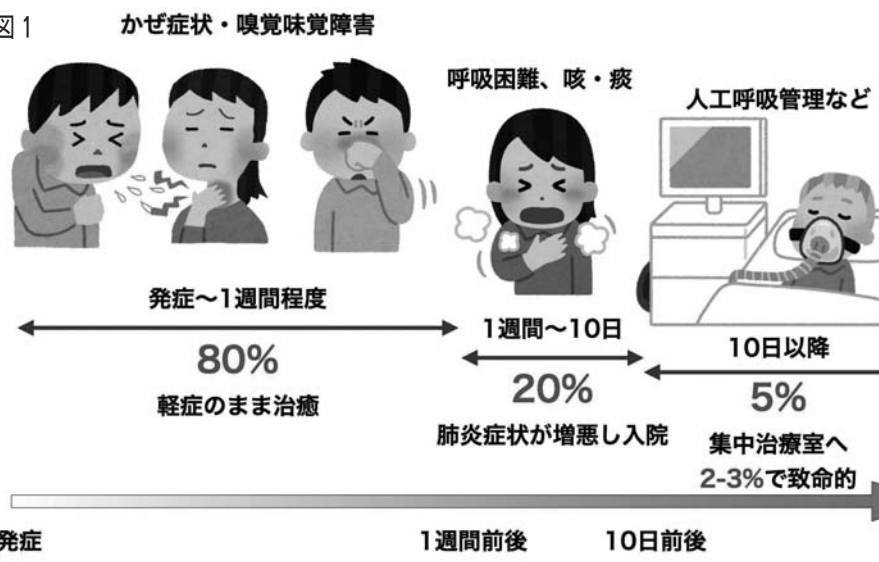 図1
かぜ症状・嗅覚味覚障害
呼吸困難、咳・痰
人工呼吸管理など
発症〜1週間程度
80%
軽症のまま治癒
1週間〜10日
20%
肺炎症状が増悪し入院
10日以降
5%
集中治療室へ
2-3%で致命的
発症
1週間前後
10日前後